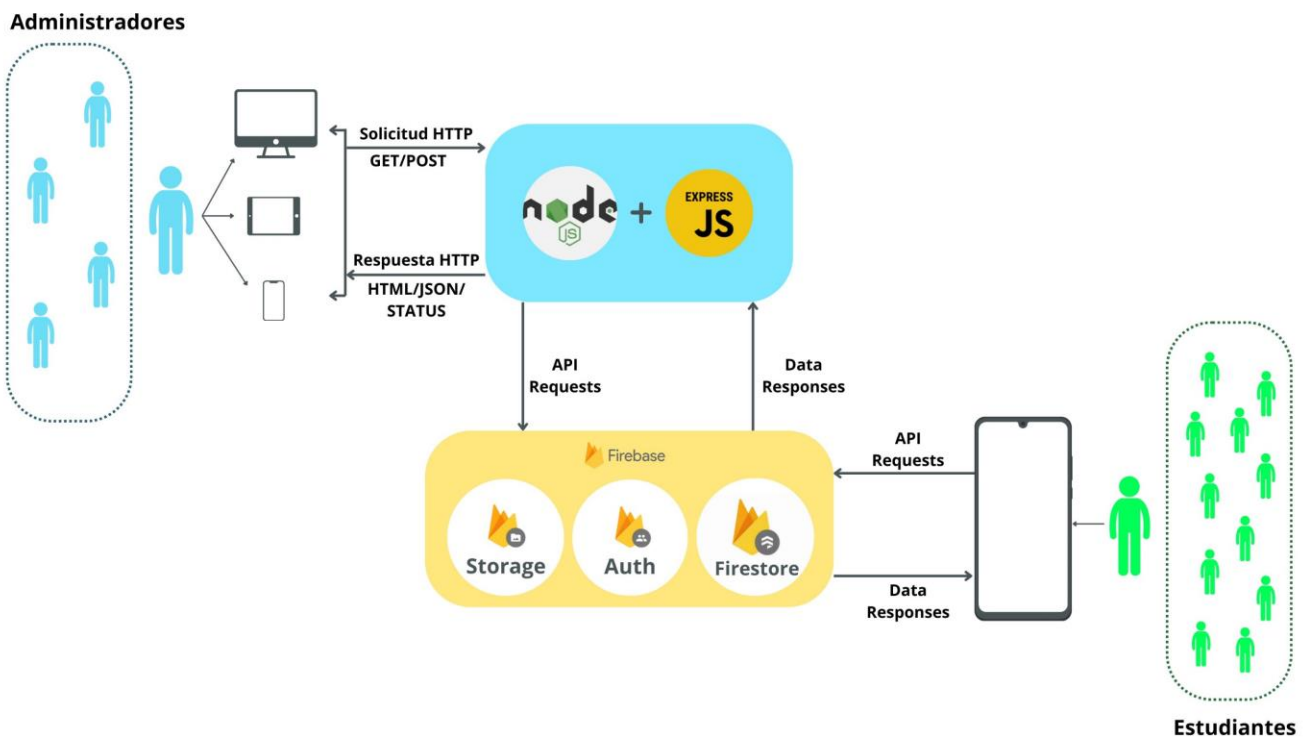 Administradores
Solicitud HTTP
GET/POST
node
JS
+
EXPRESS
JS
Respuesta HTTP
HTML/JSON/
STATUS
API
Requests
Data
Responses
Firebase
Storage
Auth
Firestore
API
Requests
Data
Responses
Estudiantes